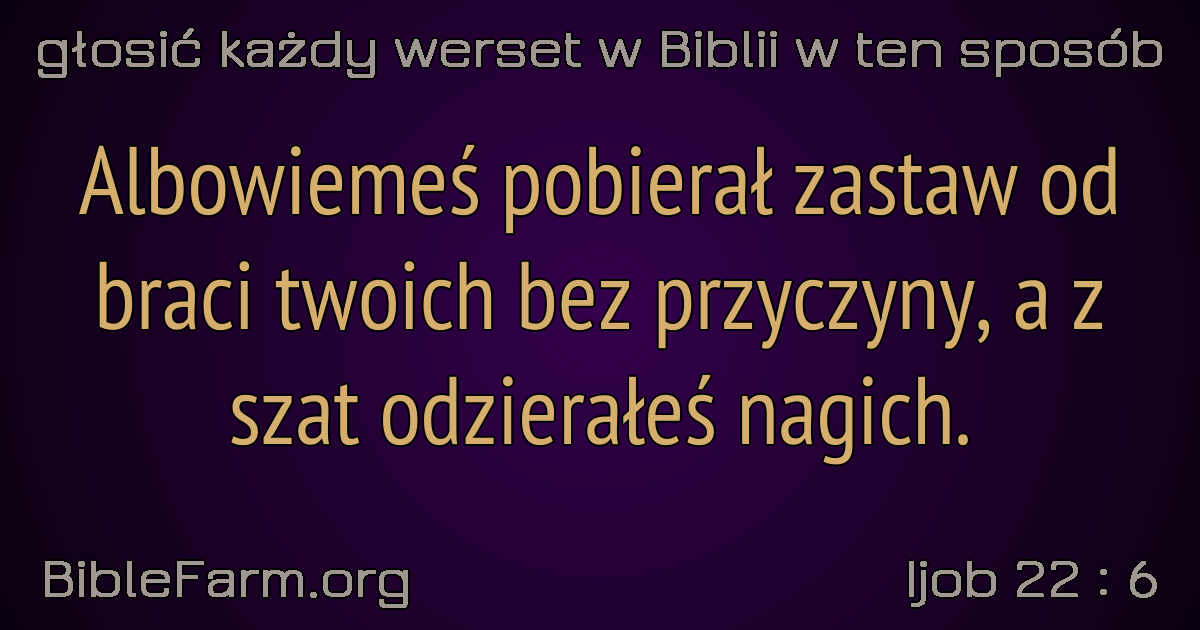 głosić każdy werset w Biblii w ten sposób
Albowiemeś pobierał zastaw od
braci twoich bez przyczyny, a z
szat odzierałeś nagich.
BibleFarm.org
Ijob 22 : 6